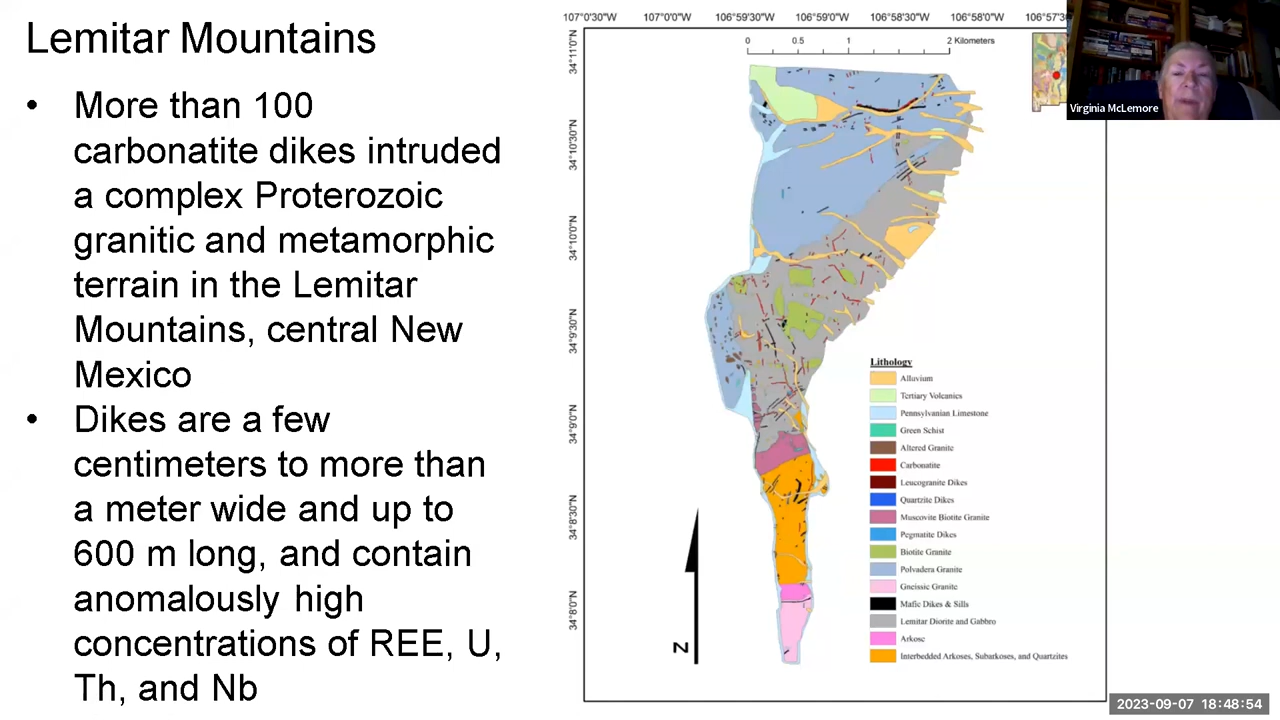 Lemitar Mountains
• More than 100
carbonatite dikes intruded
a complex Proterozoic
granitic and metamorphic
terrain in the Lemitar
Mountains, central New
Mexico
• Dikes are a few
centimeters to more than
a meter wide and up to
600 m long, and contain
anomalously high
concentrations of REE, U,
Th, and Nb
107°0'30"W 107°0'0"W 106°59'30"W 106°59'0"W 106°58'30"W 106°58'0"W 106°57'3
0 0.5 1 2 Kilometers
34°11'0"N
34°10'30"N
34°10'0"N
34°9'30"N
34°9'0"N
34°8'30"N
34°8'0"N
N
Lithology
Alluvium
Tertiary Volcanics
Pennsylvanian Limestone
Green Schist
Altered Granite
Carbonatite
Leucogranite Dikes
Quartzite Dikes
Muscovite Biotite Granite
Pegmatite Dikes
Biotite Granite
Polvadera Granite
Gneissic Granite
Mafic Dikes & Sills
Lemitar Diorite and Gabbro
Arkose
Interbedded Arkoses, Subarkoses, and Quartzites
Virginia McLemore
2023-09-07 18:48:54